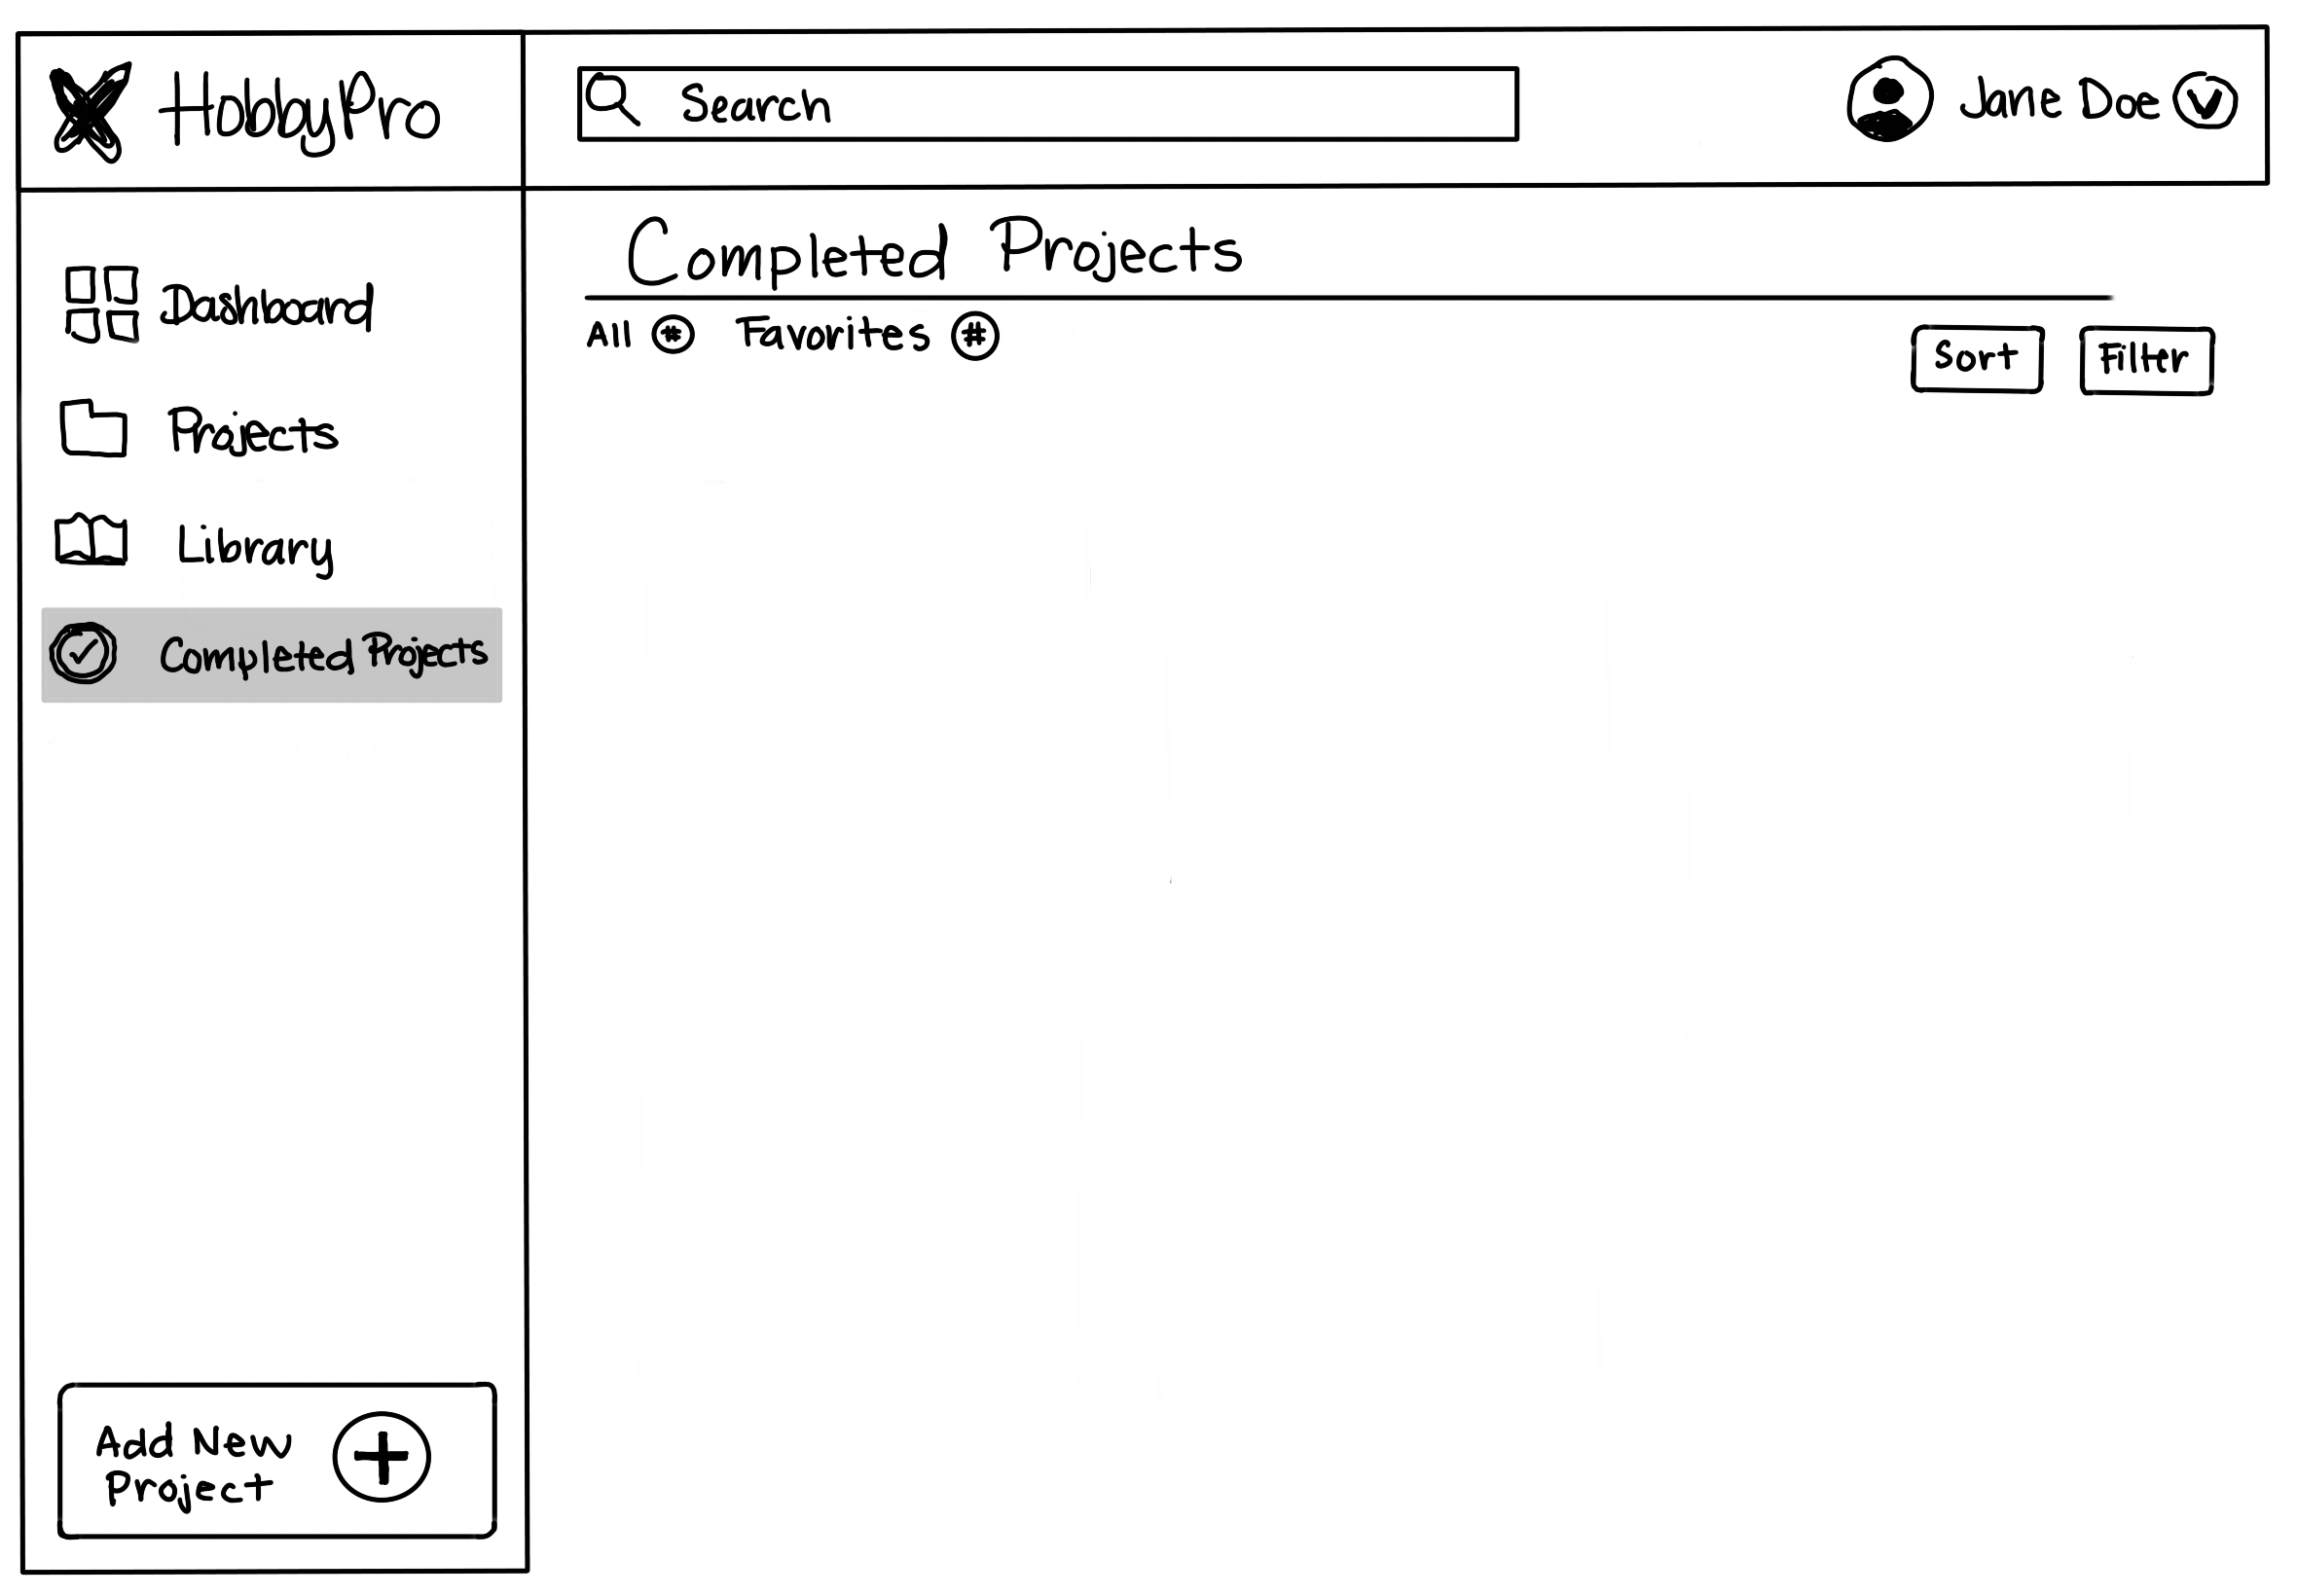 HobbyPro
Search
Jane Doe
Completed Projects
All # Favorites #
Sort
Filter
Dashboard
Projects
Library
Completed Projects
Add New
Project